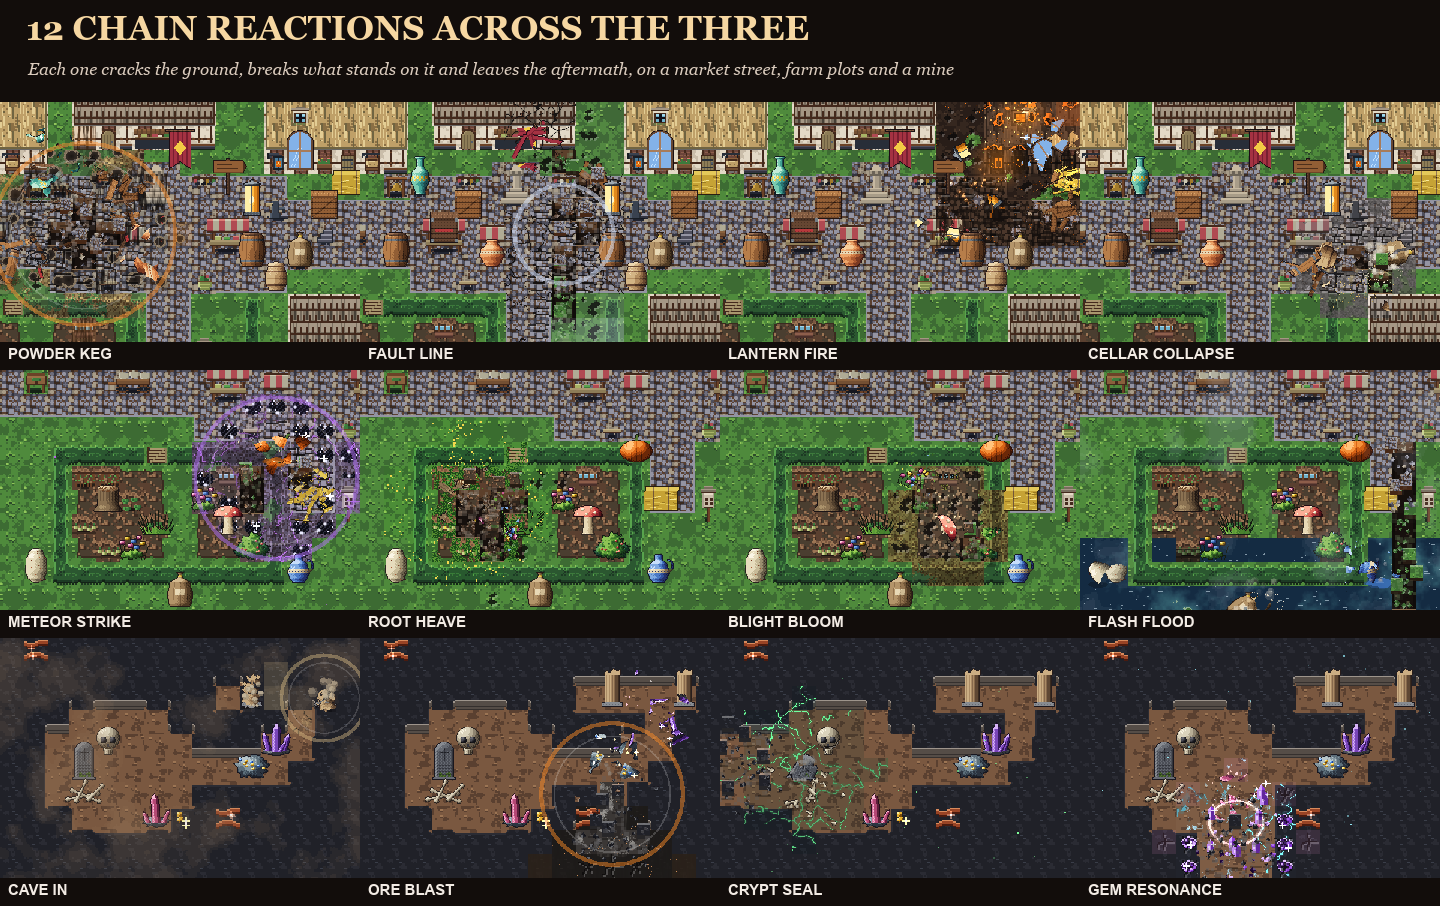 12 CHAIN REACTIONS ACROSS THE THREE
Each one cracks the ground, breaks what stands on it and leaves the aftermath, on a market street, farm plots and a mine
POWDER KEG
FAULT LINE
LANTERN FIRE
CELLAR COLLAPSE
METEOR STRIKE
ROOT HEAVE
BLIGHT BLOOM
FLASH FLOOD
CAVE IN
ORE BLAST
CRYPT SEAL
GEM RESONANCE